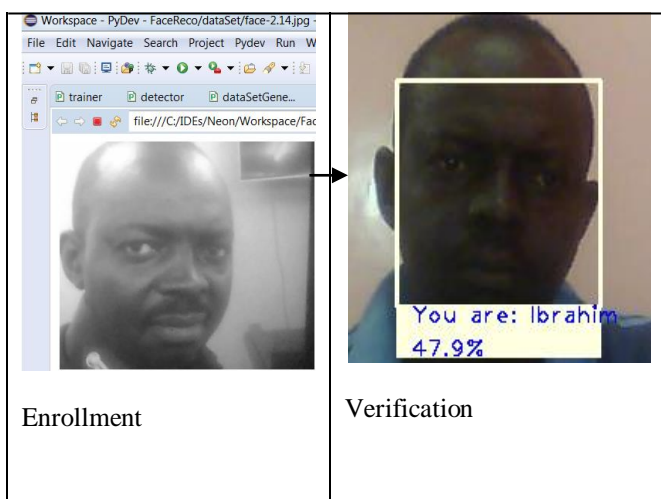 Workspace - PyDev - FaceReco/dataSet/face-2.14.jpg -
File Edit Navigate Search Project Pydev Run W
trainer detector dataSetGene...
file:///C:/IDEs/Neon/Workspace/Fac
You are: Ibrahim
47.9%
Enrollment
Verification